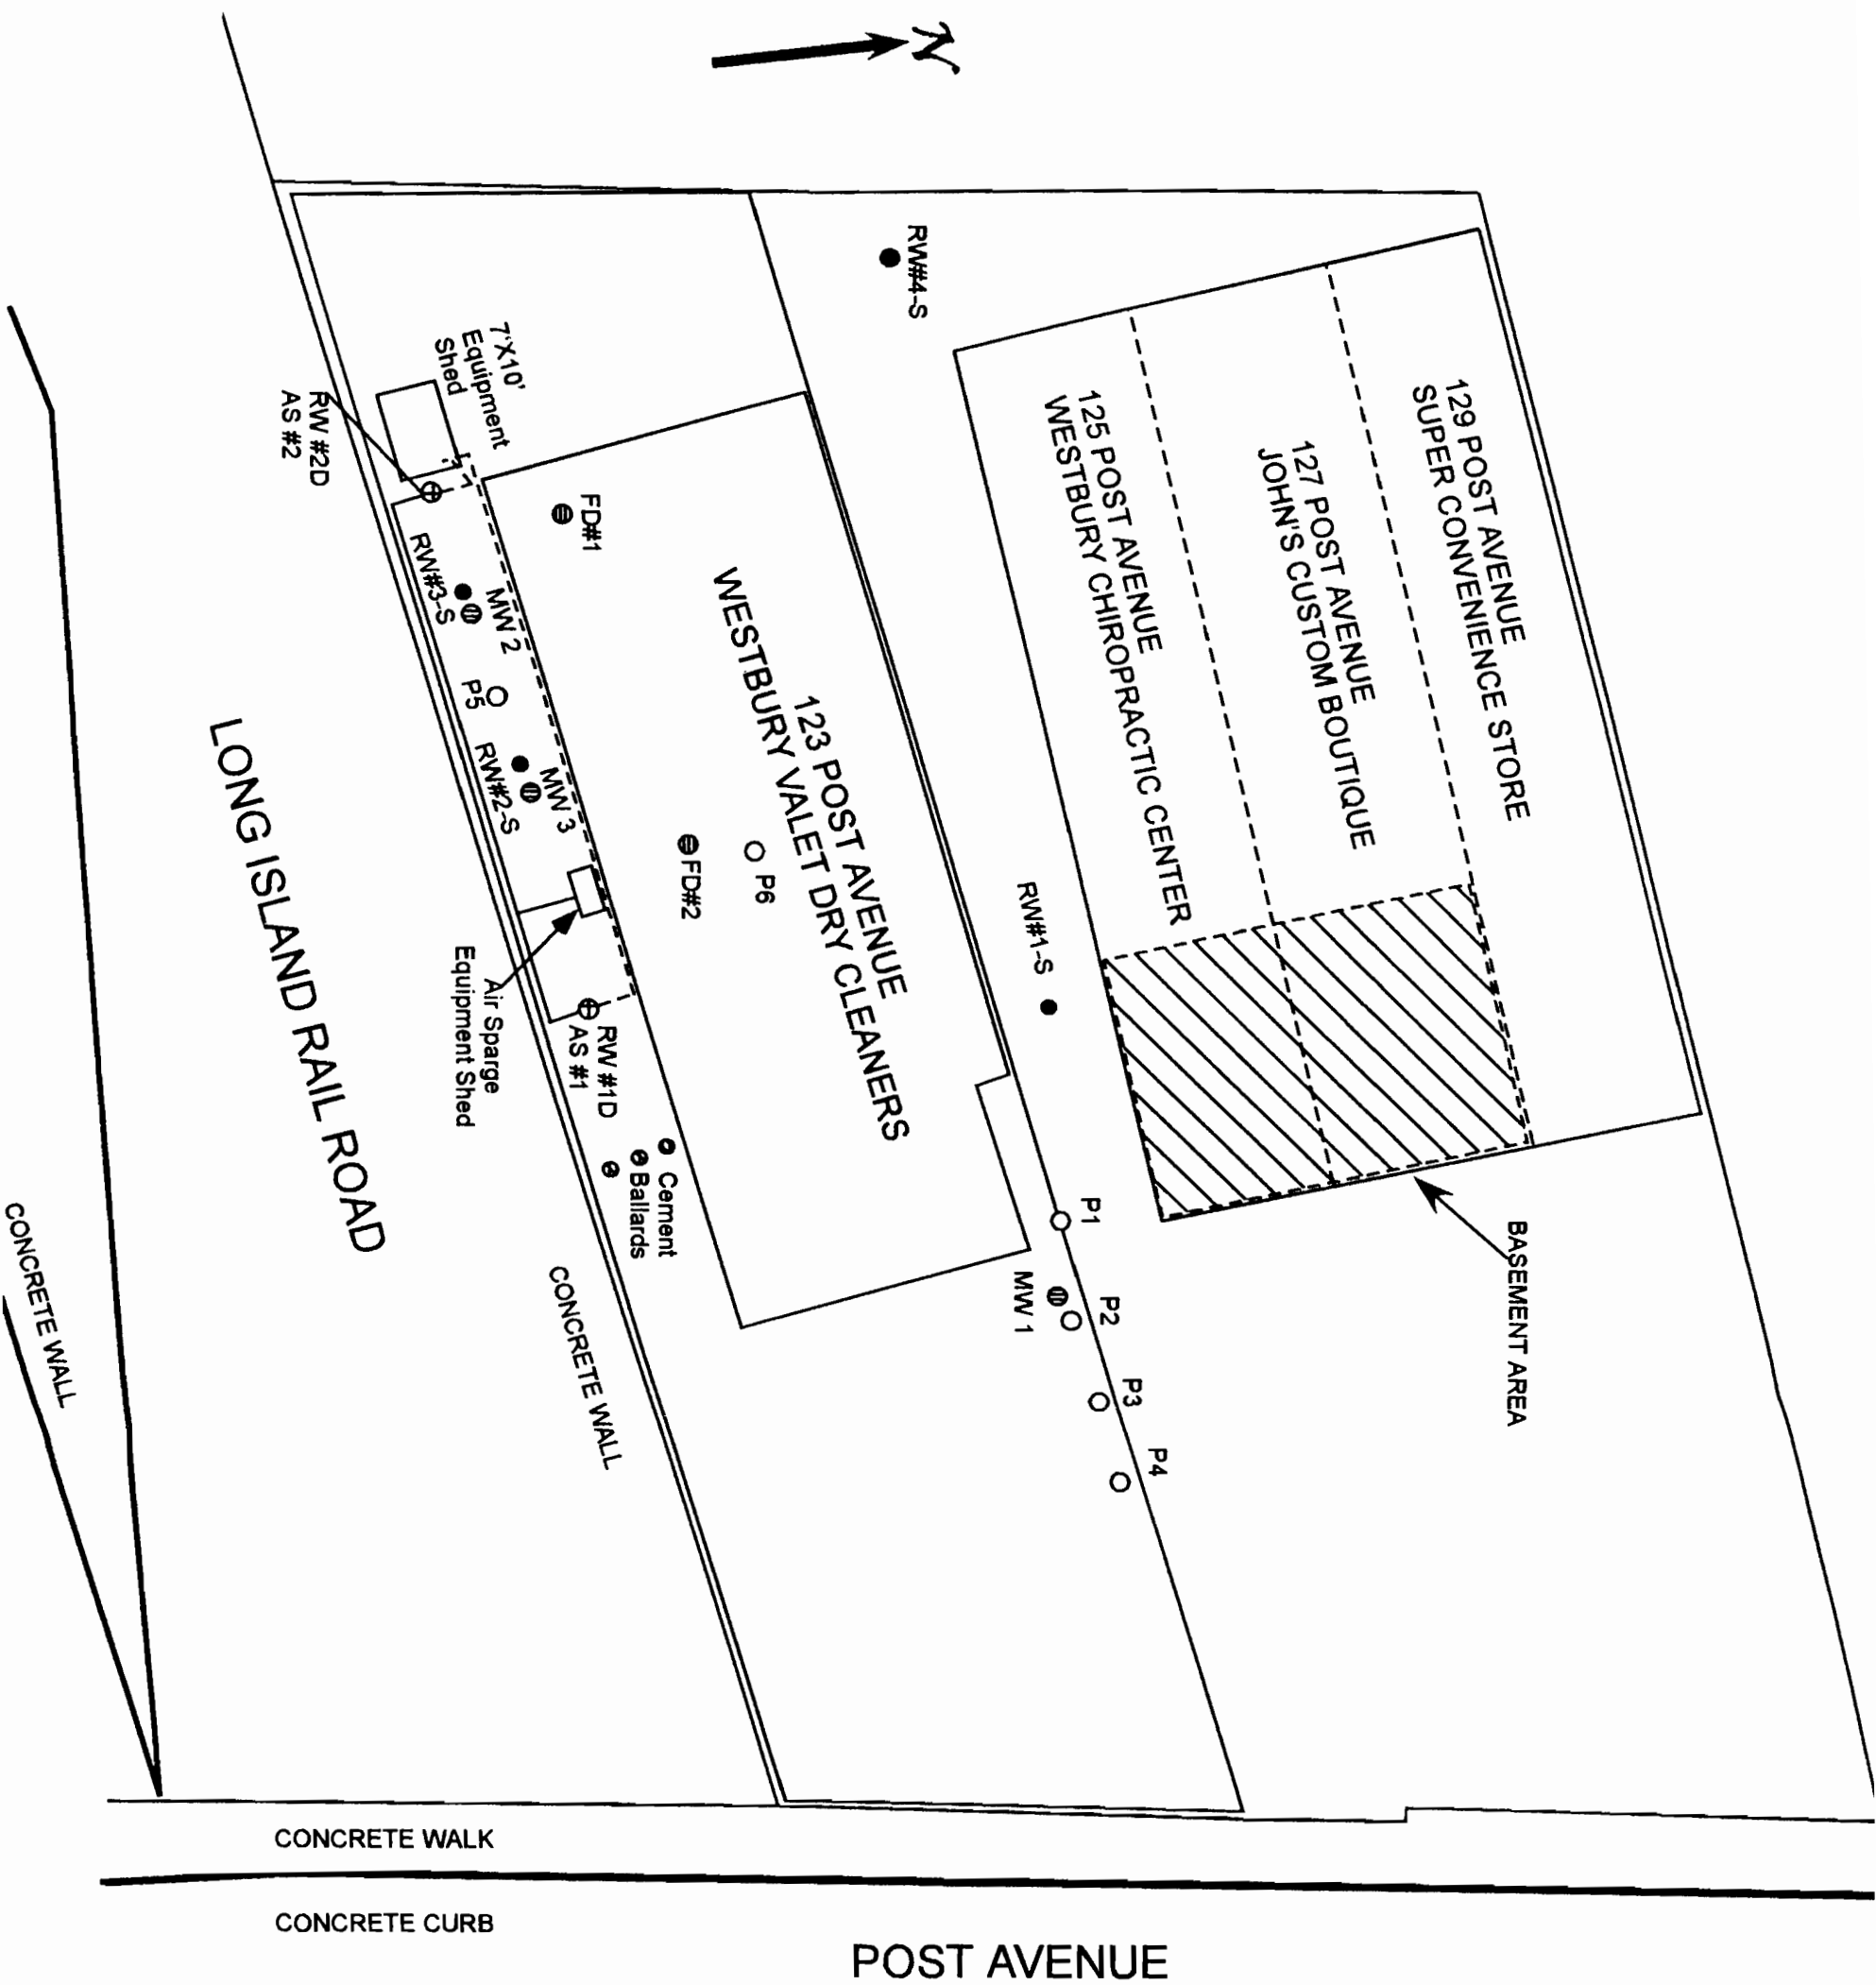 N
RW#4-S
129 POST AVENUE
SUPER CONVENIENCE STORE
127 POST AVENUE
JOHN'S CUSTOM BOUTIQUE
125 POST AVENUE
WESTBURY CHIROPRACTIC CENTER
7'X10'
Equipment
Shed
RW #2D
AS #2
FD#1
RW#3-S
MW 2
P5
RW#2-S
MW 3
123 POST AVENUE
WESTBURY VALET DRY CLEANERS
FD#2
P6
RW#1-S
Air Sparge
Equipment Shed
RW #1D
AS #1
Cement
Ballards
LONG ISLAND RAIL ROAD
CONCRETE WALL
CONCRETE WALL
P1
MW 1
P2
P3
P4
BASEMENT AREA
CONCRETE WALK
CONCRETE CURB
POST AVENUE